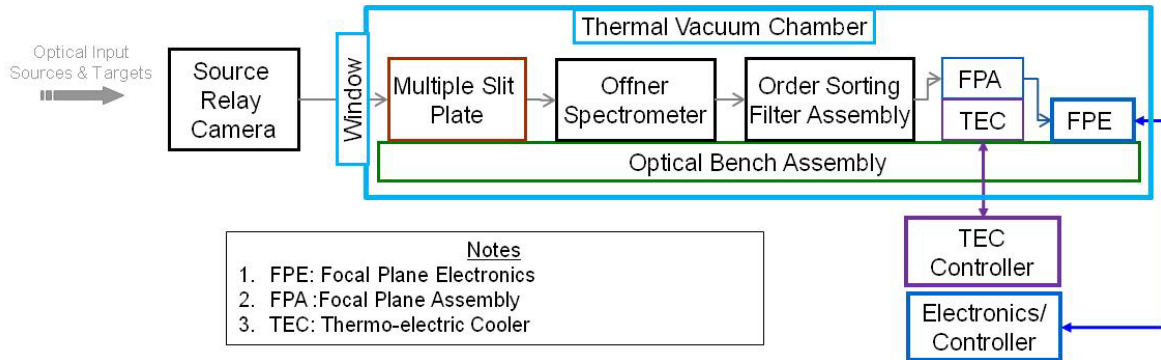 Thermal Vacuum Chamber
Optical Input
Sources & Targets
Source
Relay
Camera
Window
Multiple Slit
Plate
Offner
Spectrometer
Order Sorting
Filter Assembly
FPA
TEC
FPE
Optical Bench Assembly
Notes
1. FPE: Focal Plane Electronics
2. FPA :Focal Plane Assembly
3. TEC: Thermo-electric Cooler
TEC
Controller
Electronics/
Controller